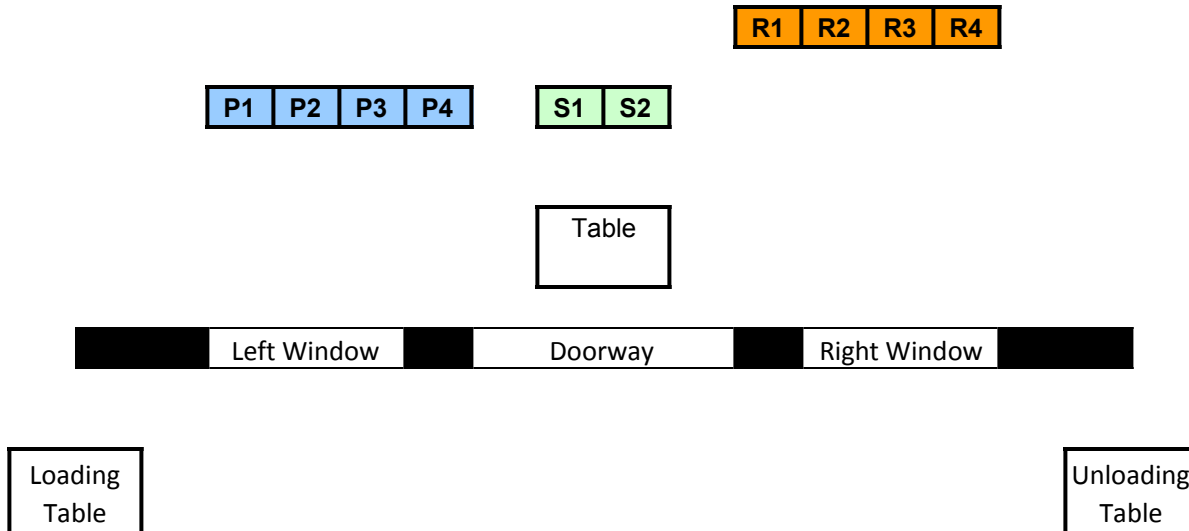 R1 R2 R3 R4
P1 P2 P3 P4 S1 S2
Table
Left Window Doorway Right Window
Loading
Table
Unloading
Table